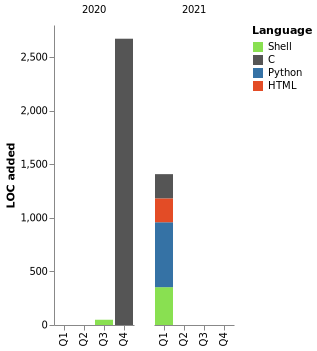 2020 2021
Language
Shell
C
Python
HTML
LOC added
2,500
2,000
1,500
1,000
500
0
Q1 Q2 Q3 Q4 Q1 Q2 Q3 Q4